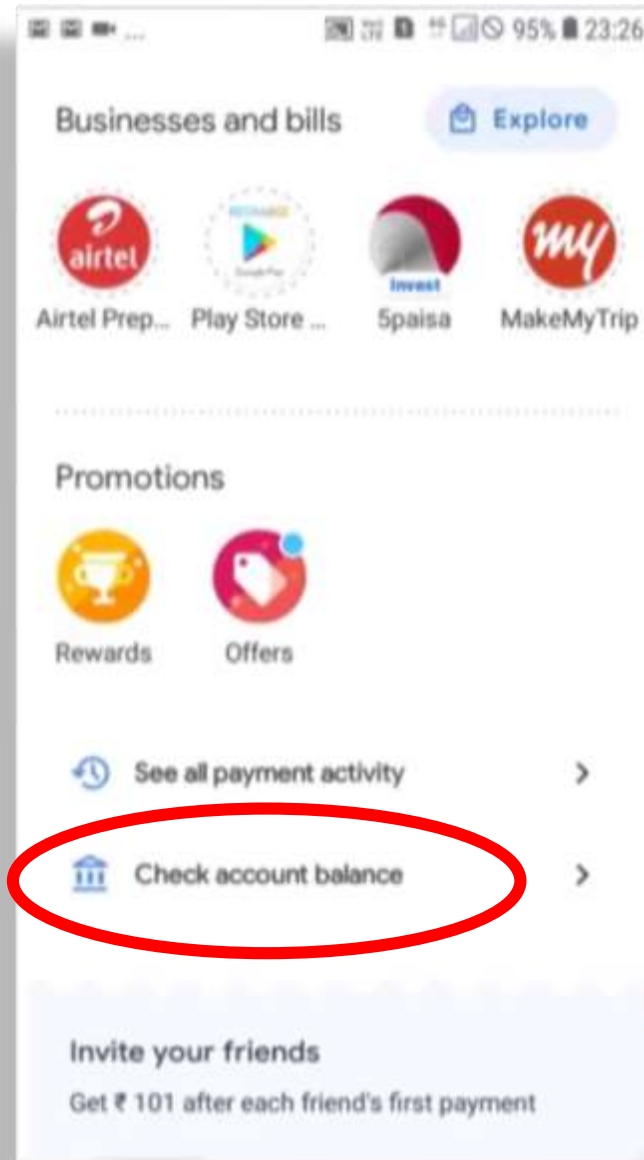 ... 95% 23:26
Businesses and bills
Explore
airtel
my
Invest
Airtel Prep... Play Store ... 5paisa MakeMyTrip
Promotions
Rewards Offers
See all payment activity
Check account balance
Invite your friends
Get ₹ 101 after each friend's first payment